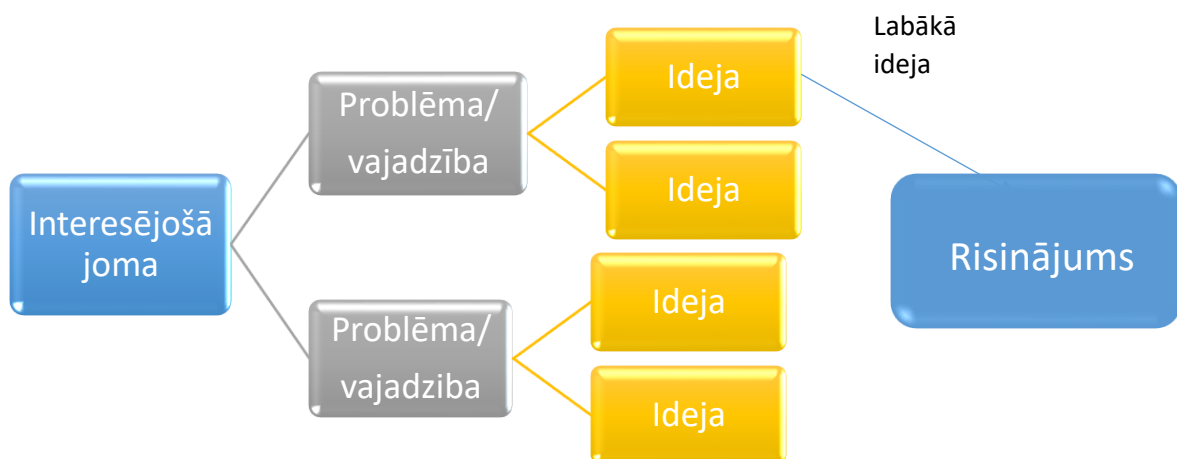 Labākā
ideja
Ideja
Problēma/
vajadzība
Ideja
Interesējošā
joma
Risinājums
Ideja
Problēma/
vajadziba
Ideja